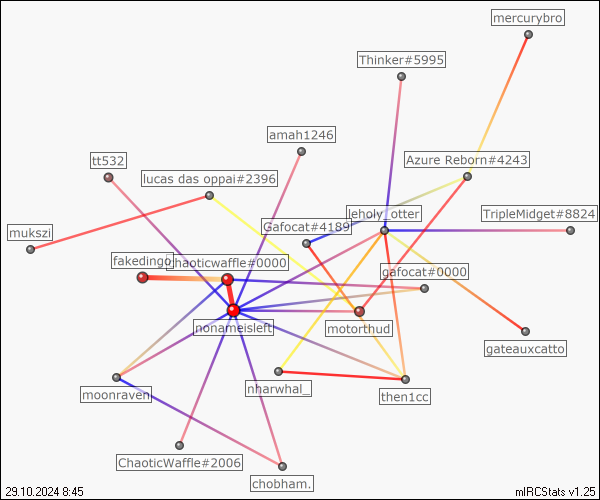 mercurybro
Thinker#5995
amah1246
tt532
Azure Reborn#4243
lucas das oppai#2396
leholy_otter
TripleMidget#8824
Gafocat#4189
mukszi
fakedingo
chaoticwaffle#0000
gafocat#0000
nonameisleft
motorthud
gateauxcatto
moonraven
nharwhal_
then1cc
ChaoticWaffle#2006
chobham.
29.10.2024 8:45
mIRCStats v1.25